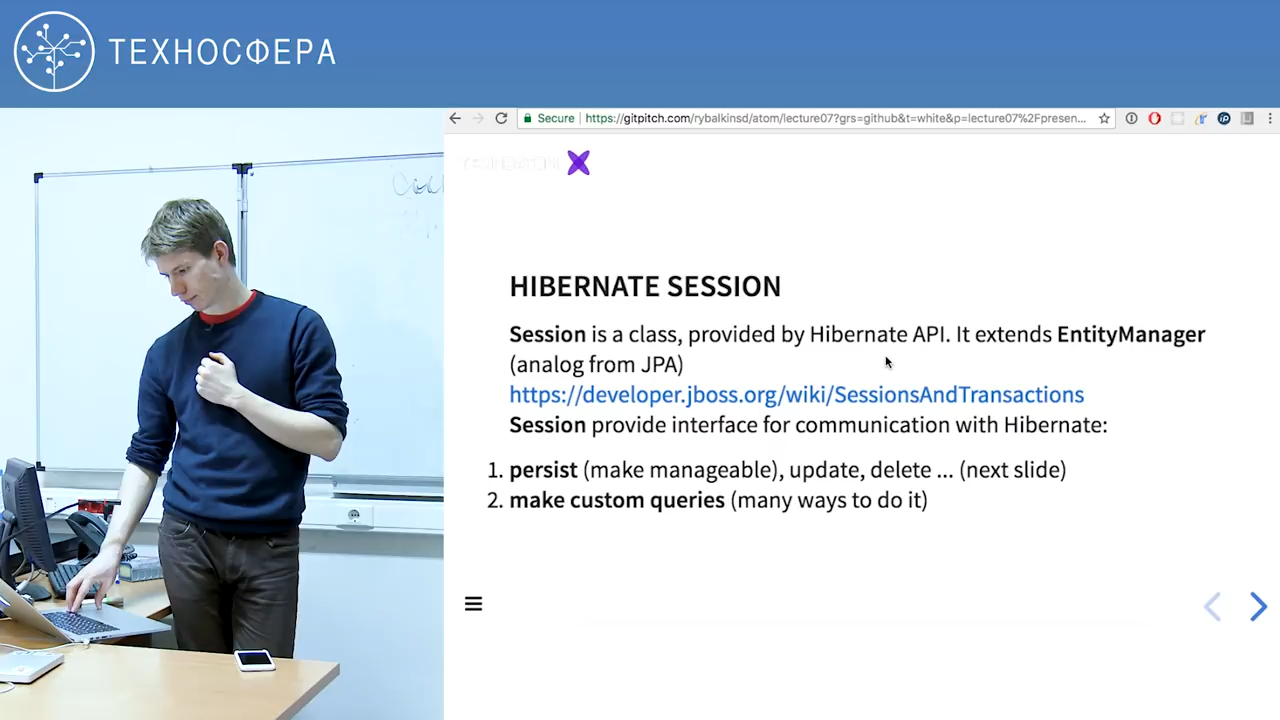 ТЕХНОСФЕРА
Secure | https://gitpitch.com/rybalkinsd/atom/lecture07?grs=github&t=white&p=lecture07%2Fpresen...
HIBERNATE SESSION
Session is a class, provided by Hibernate API. It extends EntityManager
(analog from JPA)
https://developer.jboss.org/wiki/SessionsAndTransactions
Session provide interface for communication with Hibernate:
1. persist (make manageable), update, delete ... (next slide)
2. make custom queries (many ways to do it)